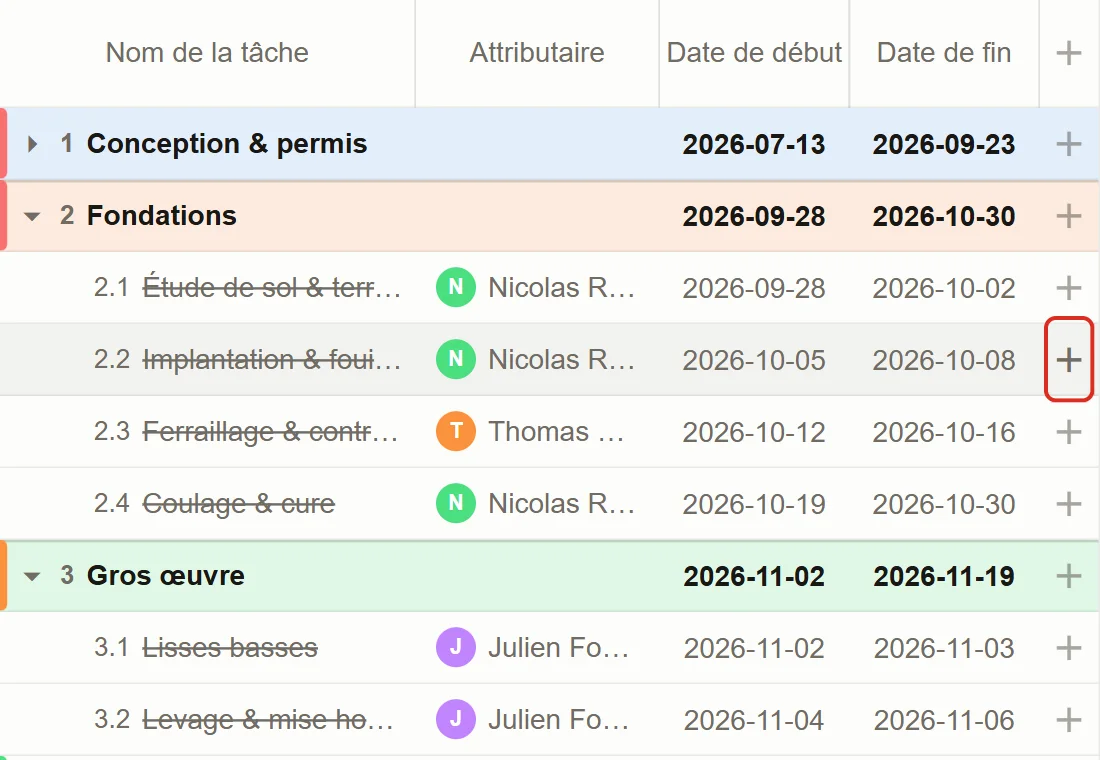 Nom de la tâche Attributaire Date de début Date de fin +
1 Conception & permis 2026-07-13 2026-09-23 +
2 Fondations 2026-09-28 2026-10-30 +
2.1 Étude de sol & terr… N Nicolas R… 2026-09-28 2026-10-02 +
2.2 Implantation & foui… N Nicolas R… 2026-10-05 2026-10-08 +
2.3 Ferraillage & contr… T Thomas … 2026-10-12 2026-10-16 +
2.4 Coulage & cure N Nicolas R… 2026-10-19 2026-10-30 +
3 Gros œuvre 2026-11-02 2026-11-19 +
3.1 Lisses basses J Julien Fo… 2026-11-02 2026-11-03 +
3.2 Levage & mise ho… J Julien Fo… 2026-11-04 2026-11-06 +